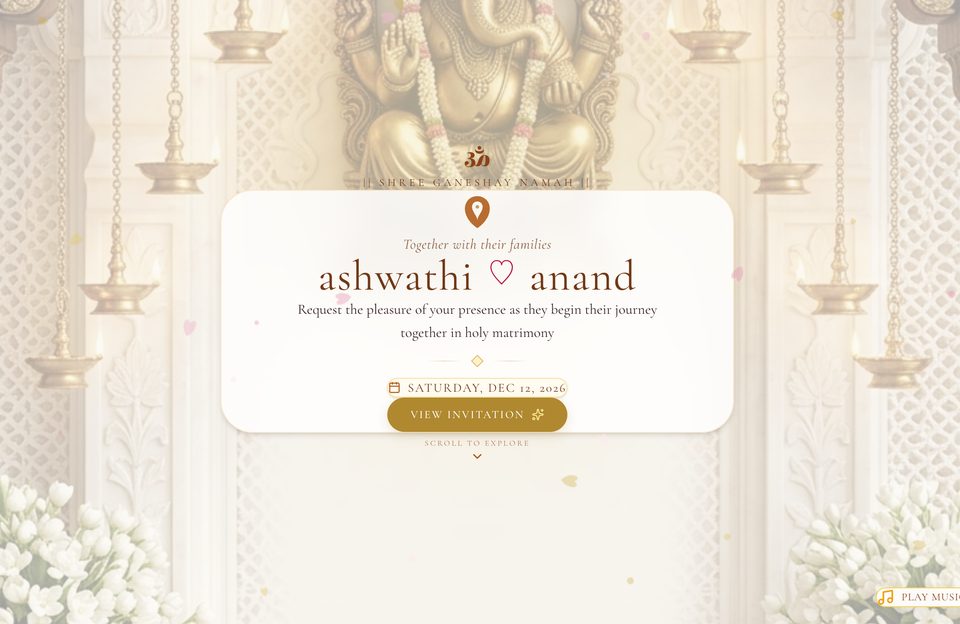 ॐ
|| SHREE GANESHAY NAMAH ||
Together with their families
ashwathi ♡ anand
Request the pleasure of your presence as they begin their journey
together in holy matrimony
SATURDAY, DEC 12, 2026
VIEW INVITATION
SCROLL TO EXPLORE
PLAY MUSIC